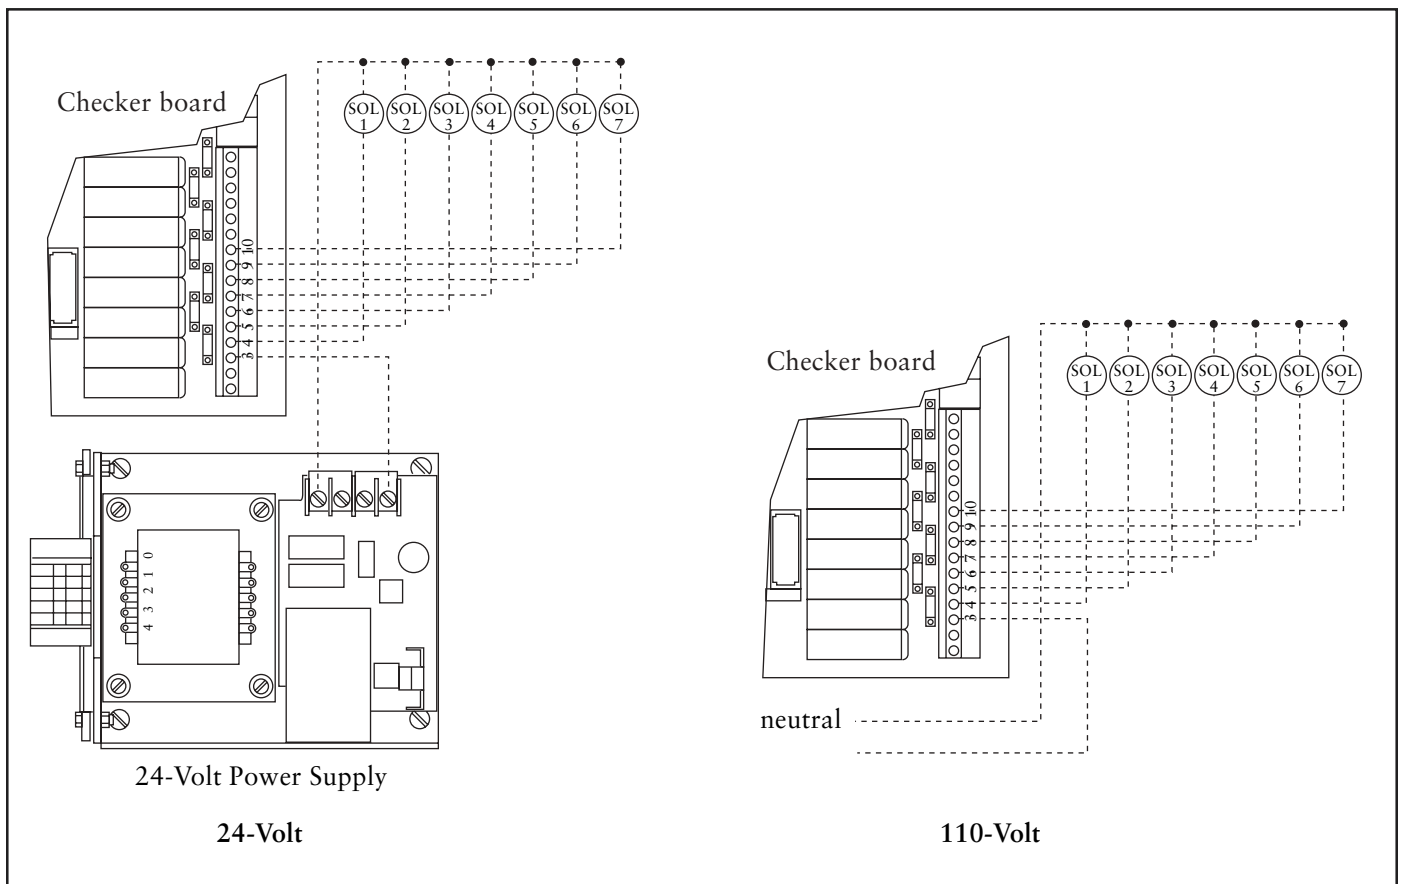 Checker board
SOL 1
SOL 2
SOL 3
SOL 4
SOL 5
SOL 6
SOL 7
10
9
8
7
6
5
4
3
0
1
2
3
4
24-Volt Power Supply
24-Volt
Checker board
SOL 1
SOL 2
SOL 3
SOL 4
SOL 5
SOL 6
SOL 7
10
9
8
7
6
5
4
3
neutral
110-Volt